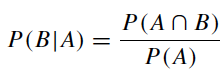 P(B|A) = P(A ∩ B) / P(A)